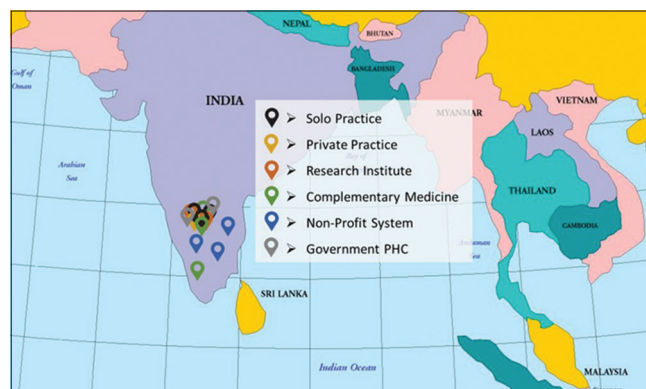 NEPAL
BHUTAN
Gulf of
Oman
BANGLADESH
INDIA
MYANMAR
VIETNAM
LAOS
Arabian
Sea
THAILAND
CAMBODIA
Sea
➢ Solo Practice
➢ Private Practice
➢ Research Institute
➢ Complementary Medicine
➢ Non-Profit System
➢ Government PHC
SRI LANKA
Indian Ocean
MALAYSIA